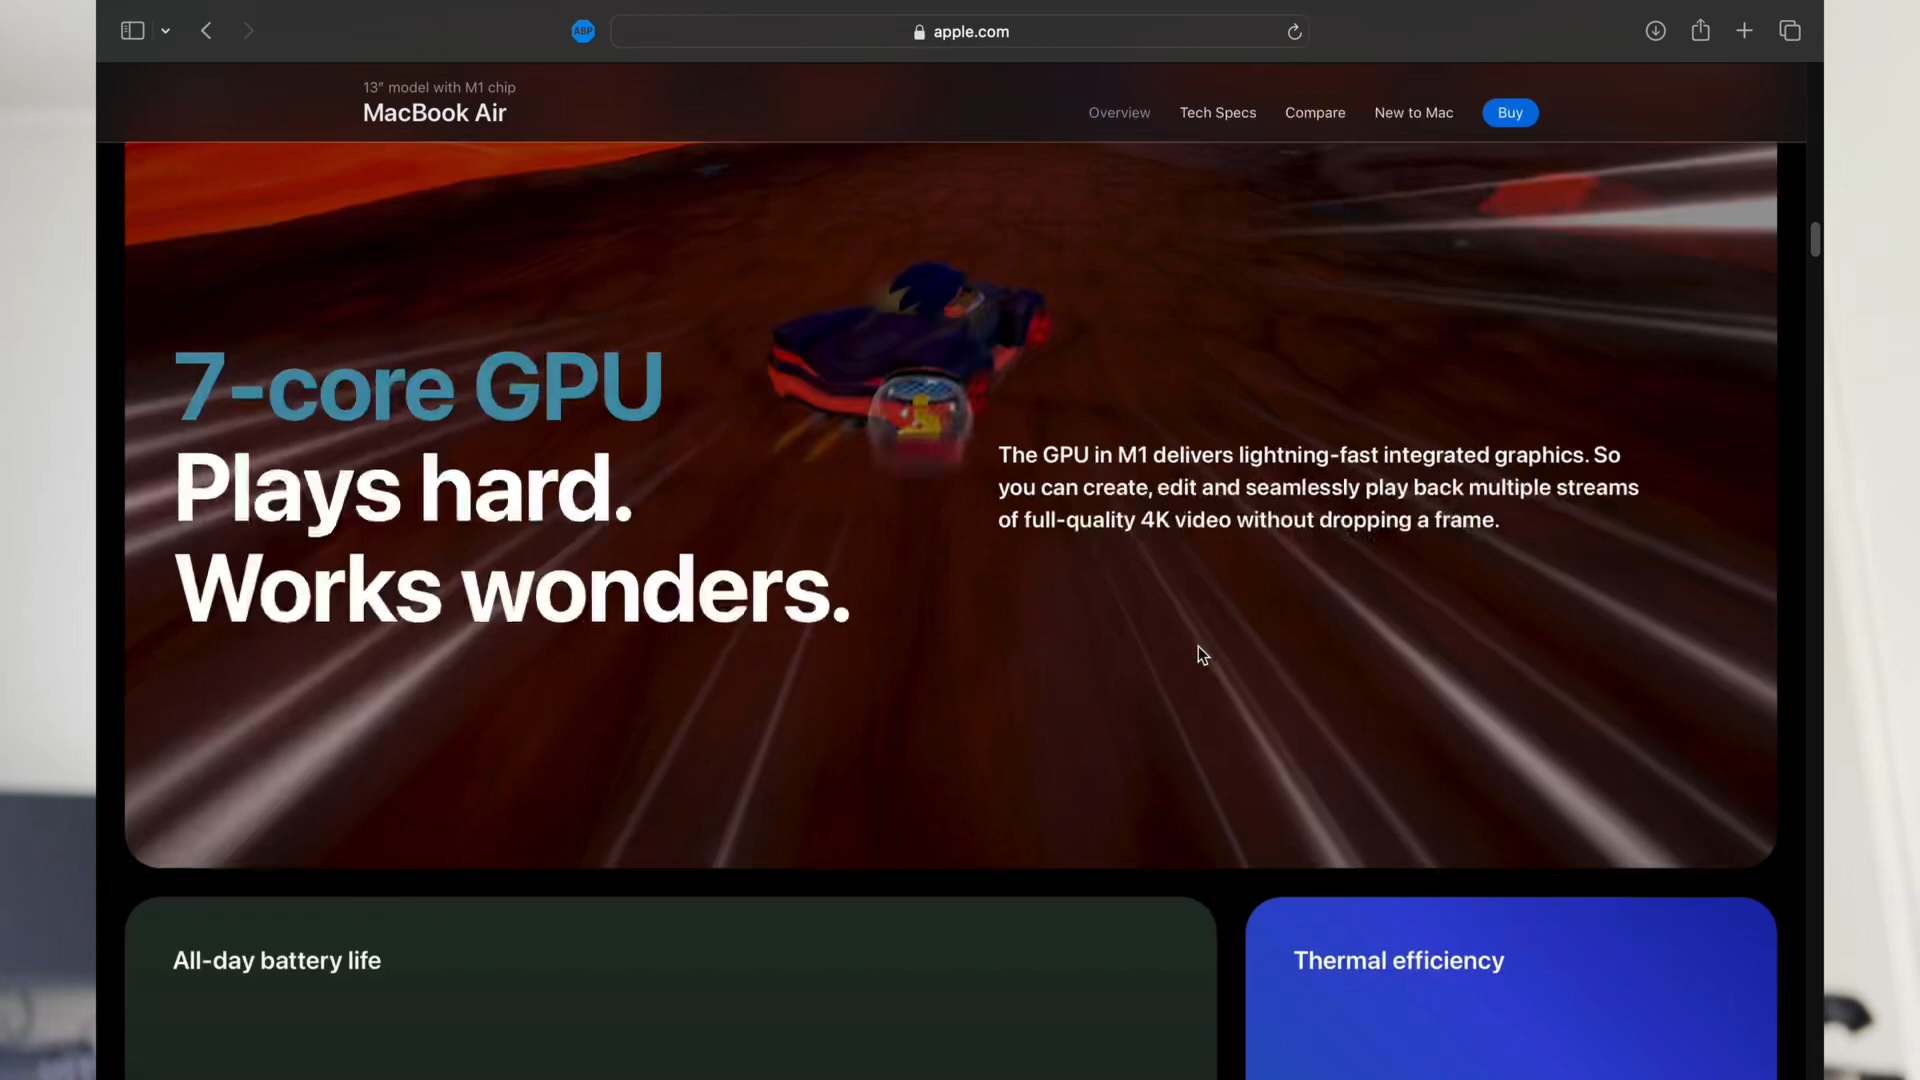 ABP
apple.com
13″ model with M1 chip
MacBook Air
Overview
Tech Specs
Compare
New to Mac
Buy
7-core GPU
Plays hard.
Works wonders.
The GPU in M1 delivers lightning-fast integrated graphics. So
you can create, edit and seamlessly play back multiple streams
of full-quality 4K video without dropping a frame.
All-day battery life
Thermal efficiency